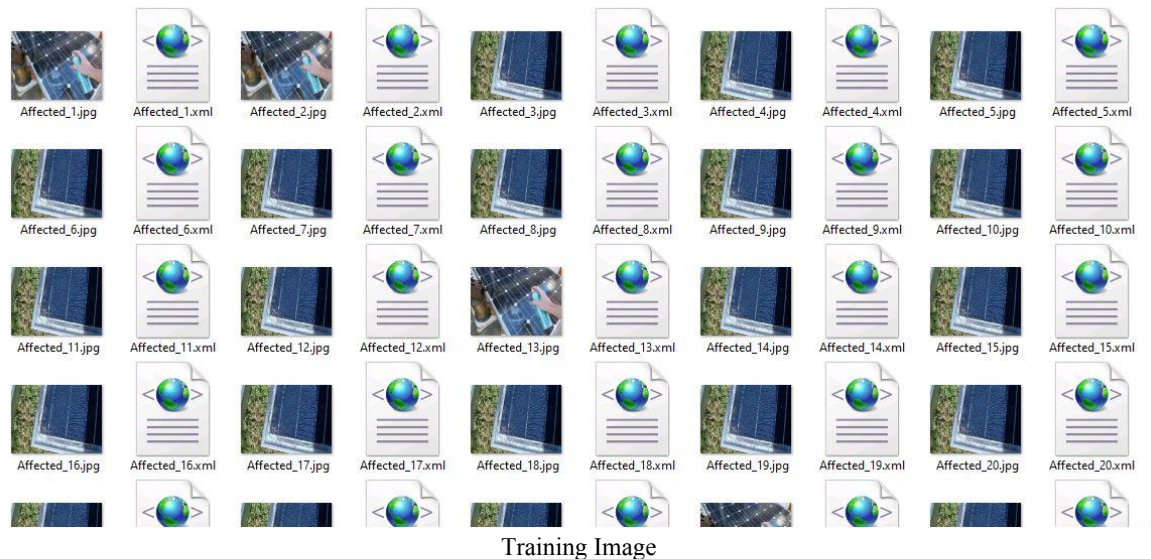 Affected_1.jpg Affected_1.xml Affected_2.jpg Affected_2.xml Affected_3.jpg Affected_3.xml Affected_4.jpg Affected_4.xml Affected_5.jpg Affected_5.xml
Affected_6.jpg Affected_6.xml Affected_7.jpg Affected_7.xml Affected_8.jpg Affected_8.xml Affected_9.jpg Affected_9.xml Affected_10.jpg Affected_10.xml
Affected_11.jpg Affected_11.xml Affected_12.jpg Affected_12.xml Affected_13.jpg Affected_13.xml Affected_14.jpg Affected_14.xml Affected_15.jpg Affected_15.xml
Affected_16.jpg Affected_16.xml Affected_17.jpg Affected_17.xml Affected_18.jpg Affected_18.xml Affected_19.jpg Affected_19.xml Affected_20.jpg Affected_20.xml
Training Image